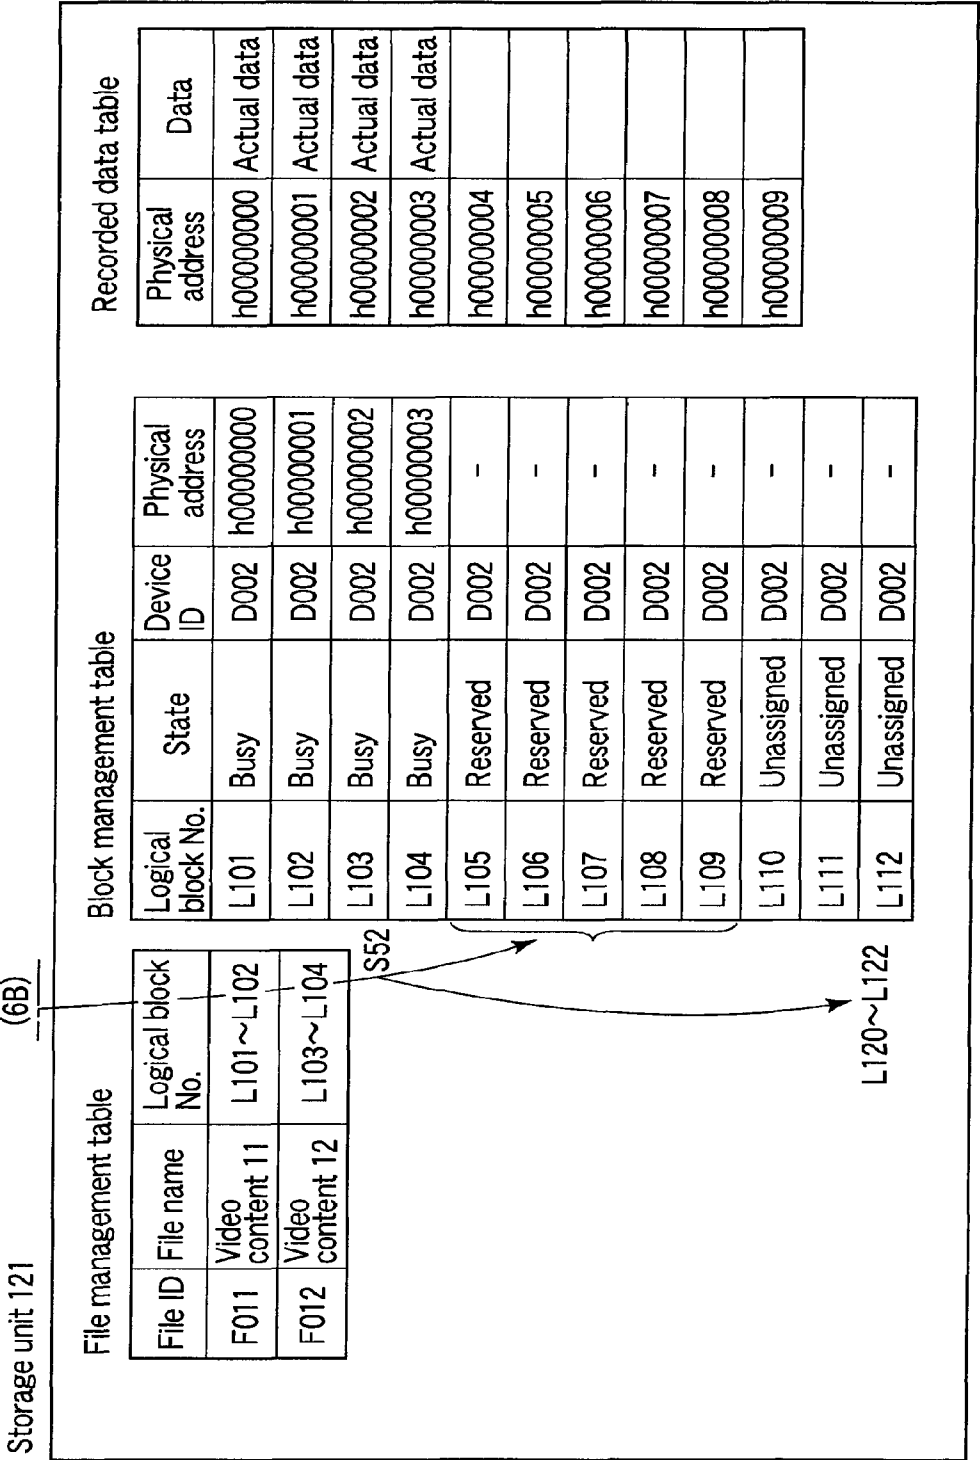 Storage unit 121
(6B)
File management table
File ID File name Logical block No.
F011 Video content 11 L101~L102
F012 Video content 12 L103~L104
S52
L120~L122
Block management table
Logical block No. State Device ID Physical address
L101 Busy D002 h00000000
L102 Busy D002 h00000001
L103 Busy D002 h00000002
L104 Busy D002 h00000003
L105 Reserved D002 -
L106 Reserved D002 -
L107 Reserved D002 -
L108 Reserved D002 -
L109 Reserved D002 -
L110 Unassigned D002 -
L111 Unassigned D002 -
L112 Unassigned D002 -
Recorded data table
Physical address Data
h00000000 Actual data
h00000001 Actual data
h00000002 Actual data
h00000003 Actual data
h00000004
h00000005
h00000006
h00000007
h00000008
h00000009